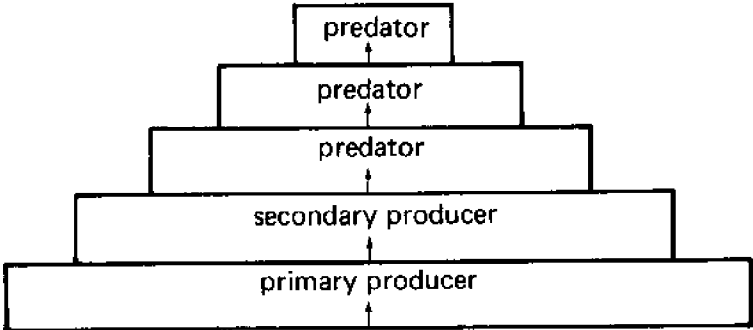 predator
predator
predator
secondary producer
primary producer